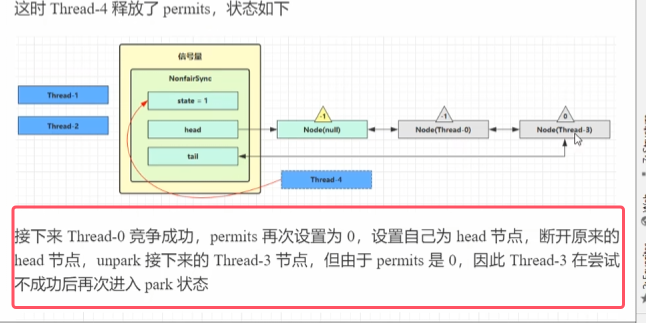 这时 Thread-4 释放了 permits，状态如下
信号量
NonfairSync
Thread-1
state = 1
Thread-2
head
-1
-1
0
Node(null)
Node(Thread-0)
Node(Thread-3)
tail
Thread-4
接下来 Thread-0 竞争成功，permits 再次设置为 0，设置自己为 head 节点，断开原来的
head 节点，unpark 接下来的 Thread-3 节点，但由于 permits 是 0，因此 Thread-3 在尝试
不成功后再次进入 park 状态